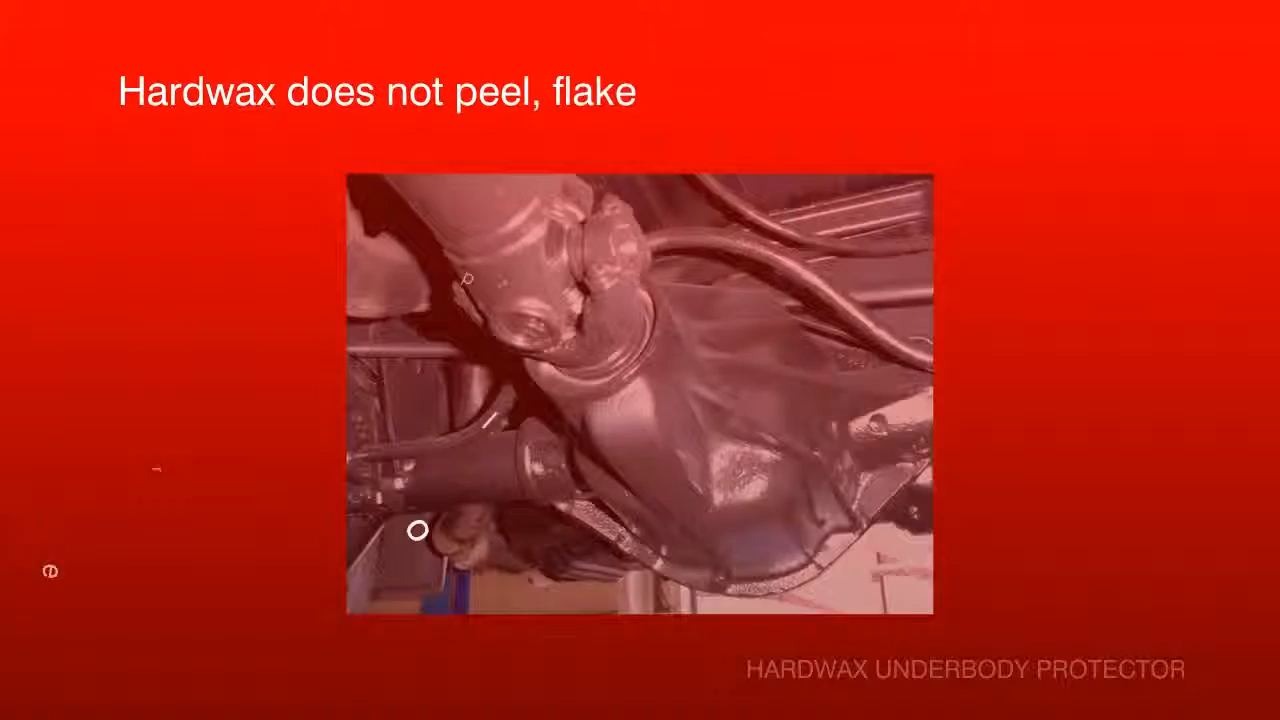 Hardwax does not peel, flake
p
l
r
o
e
HARDWAX UNDERBODY PROTECTOR